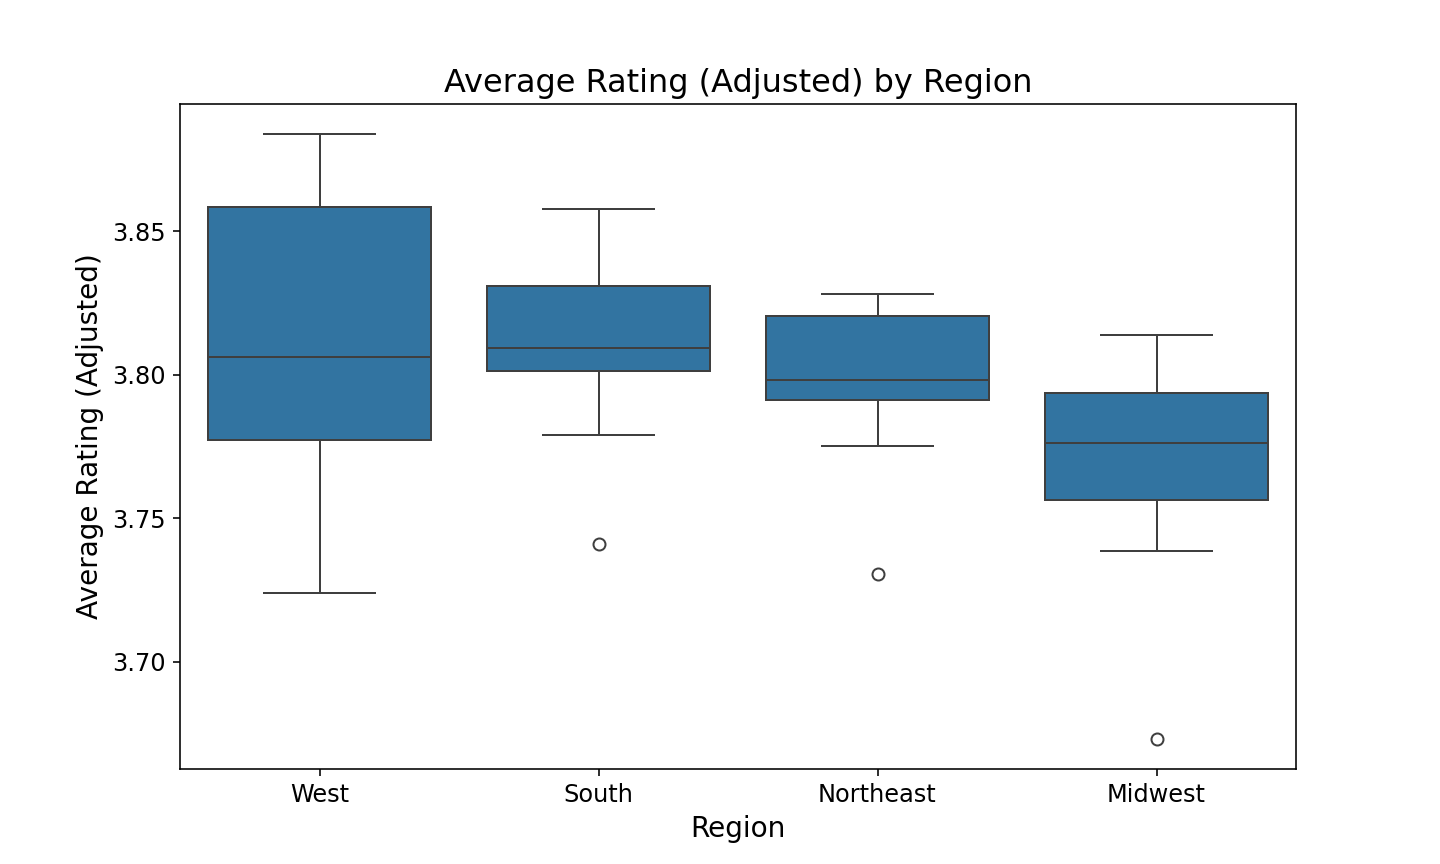 Average Rating (Adjusted) by Region
Average Rating (Adjusted)
3.85
3.80
3.75
3.70
West South Northeast Midwest
Region